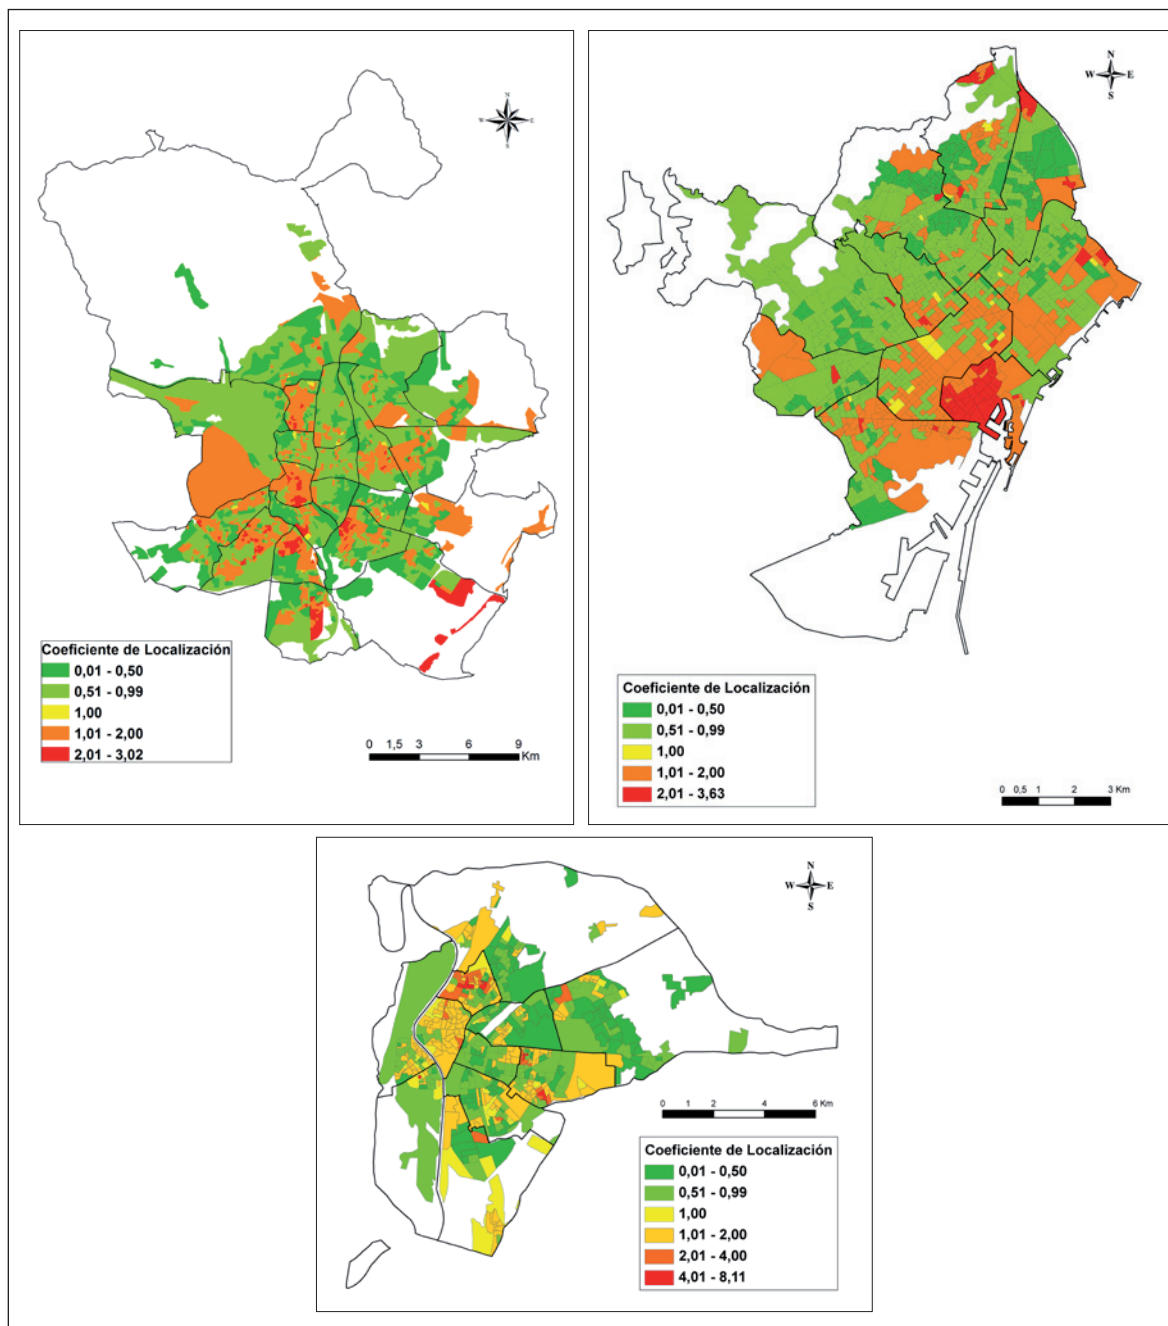 N
W E
S
Coeficiente de Localización
0,01 - 0,50
0,51 - 0,99
1,00
1,01 - 2,00
2,01 - 3,02
0 1,5 3 6 9
Km
N
W E
S
Coeficiente de Localización
0,01 - 0,50
0,51 - 0,99
1,00
1,01 - 2,00
2,01 - 3,63
0 0,5 1 2 3 Km
N
W E
S
0 1 2 4 6 Km
Coeficiente de Localización
0,01 - 0,50
0,51 - 0,99
1,00
1,01 - 2,00
2,01 - 4,00
4,01 - 8,11